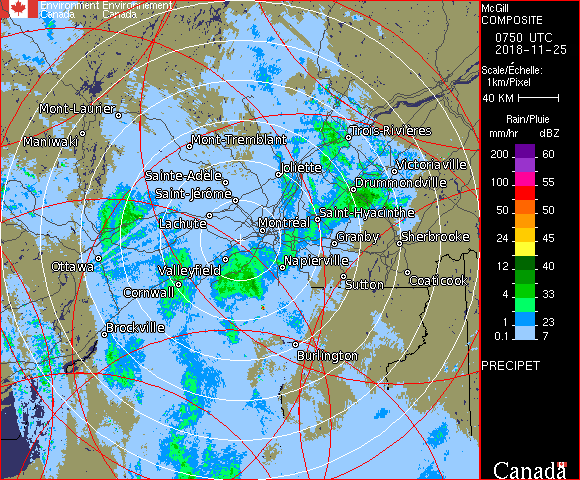 Environment Environnement
Canada Canada
McGill
COMPOSITE
0750 UTC
2018-11-25
Scale/Échelle:
1km/Pixel
40 KM
Rain/Pluie
mm/hr dBZ
200 60
100 55
50 50
24 45
12 40
4 33
1 23
0.1 7
PRECIPET
Canada
Mont-Laurier
Maniwaki
Mont-Tremblant
Trois-Rivières
Joliette
Victoriaville
Sainte-Adèle
Drummondville
Saint-Jérôme
Saint-Hyacinthe
Lachute
Montréal
Granby
Sherbrooke
Ottawa
Valleyfield
Napierville
Coaticook
Sutton
Cornwall
Brockville
Burlington